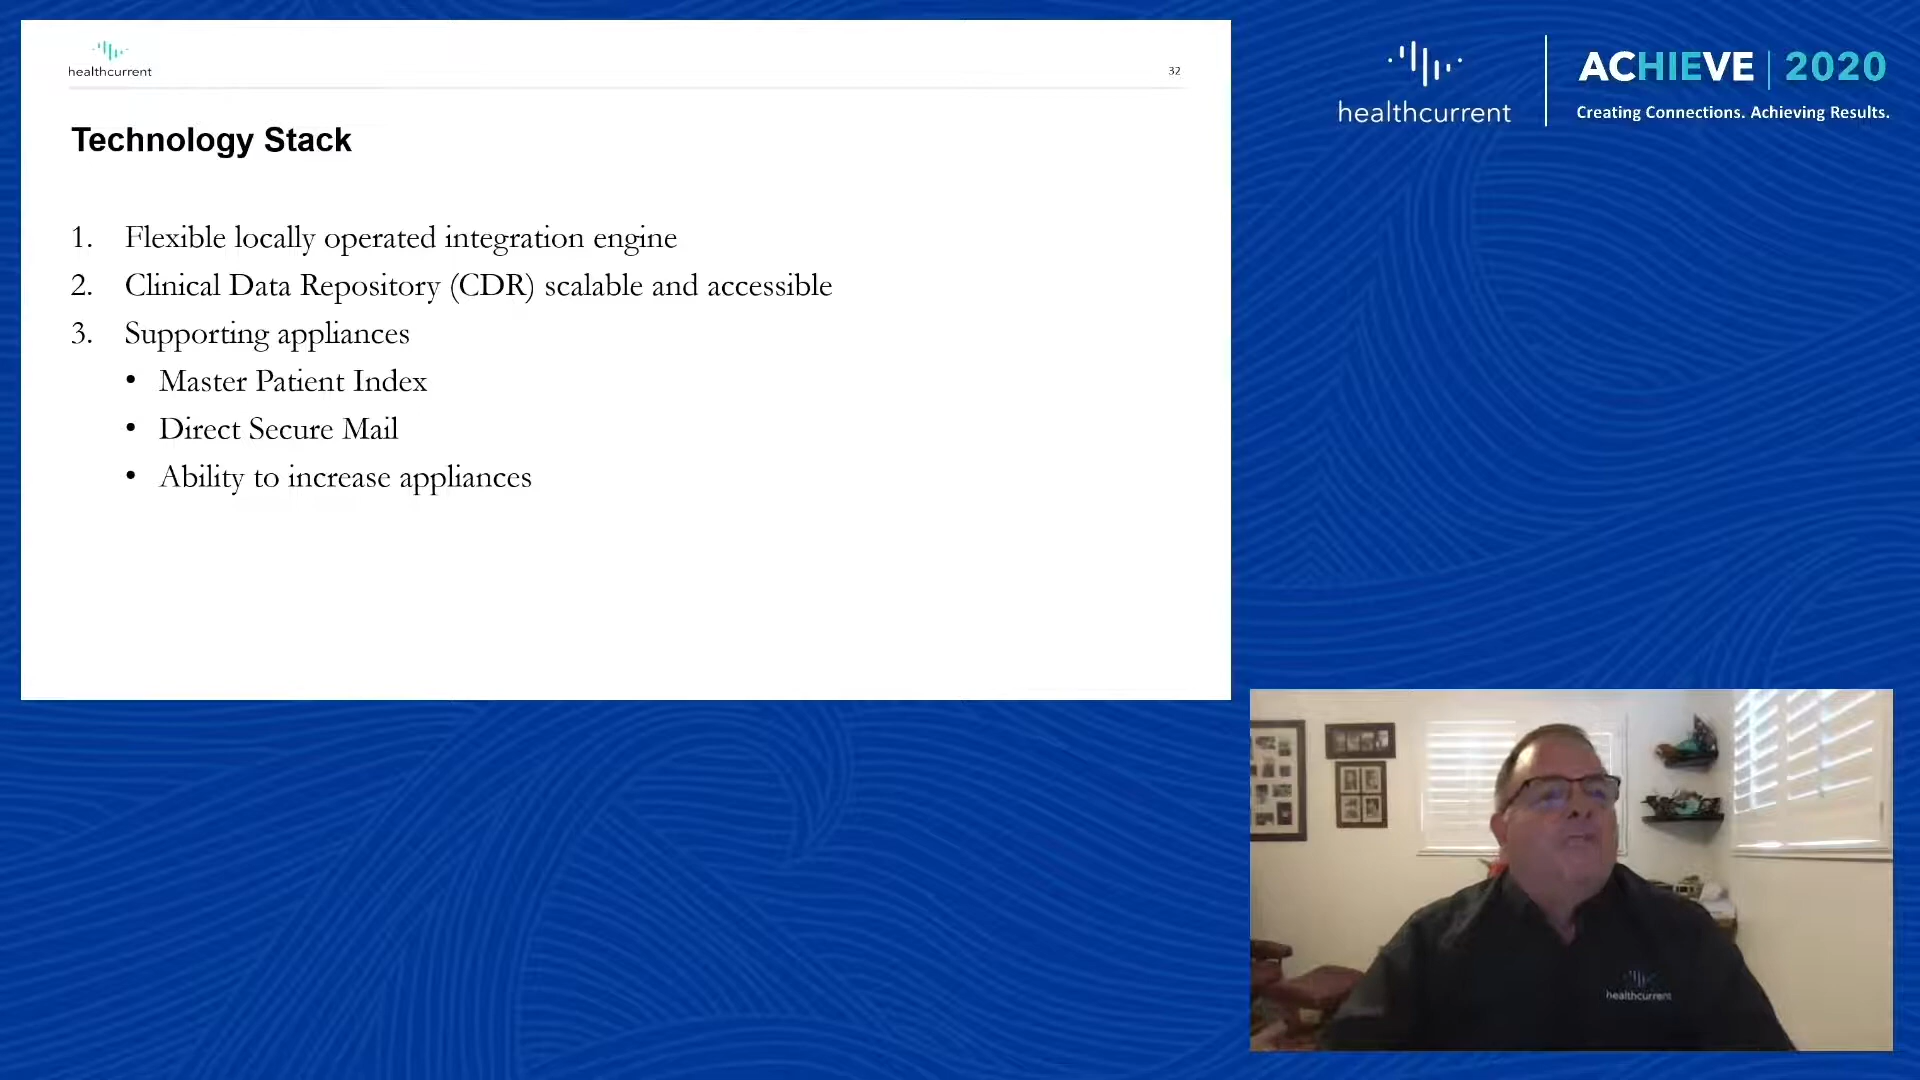 healthcurrent
32
Technology Stack
1. Flexible locally operated integration engine
2. Clinical Data Repository (CDR) scalable and accessible
3. Supporting appliances
• Master Patient Index
• Direct Secure Mail
• Ability to increase appliances
healthcurrent
ACHIEVE | 2020
Creating Connections. Achieving Results.
healthcurrent